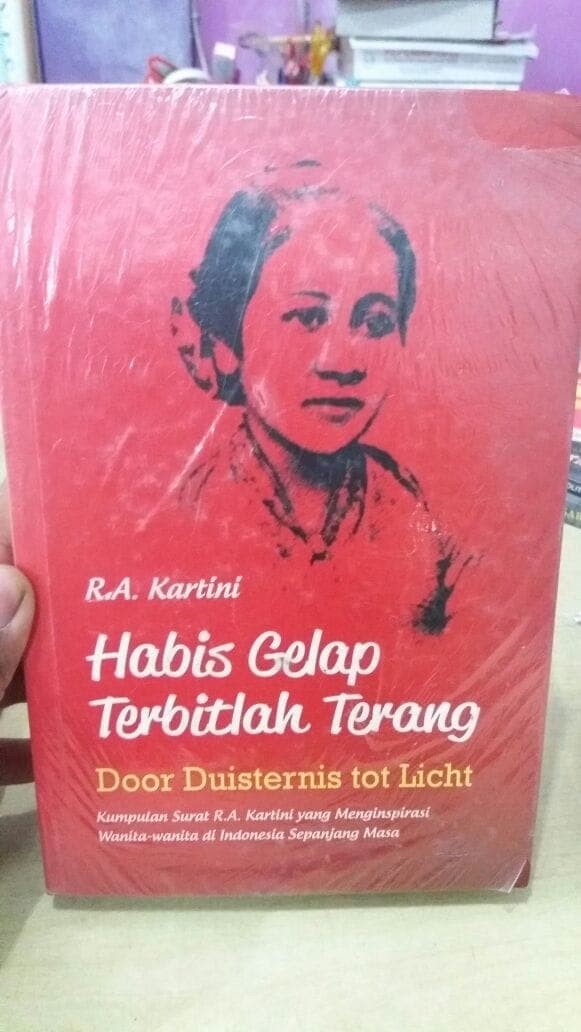 R.A. Kartini
Habis Gelap
Terbitlah Terang
Door Duisternis tot Licht
Kumpulan Surat R.A. Kartini yang Menginspirasi
Wanita-wanita di Indonesia Sepanjang Masa